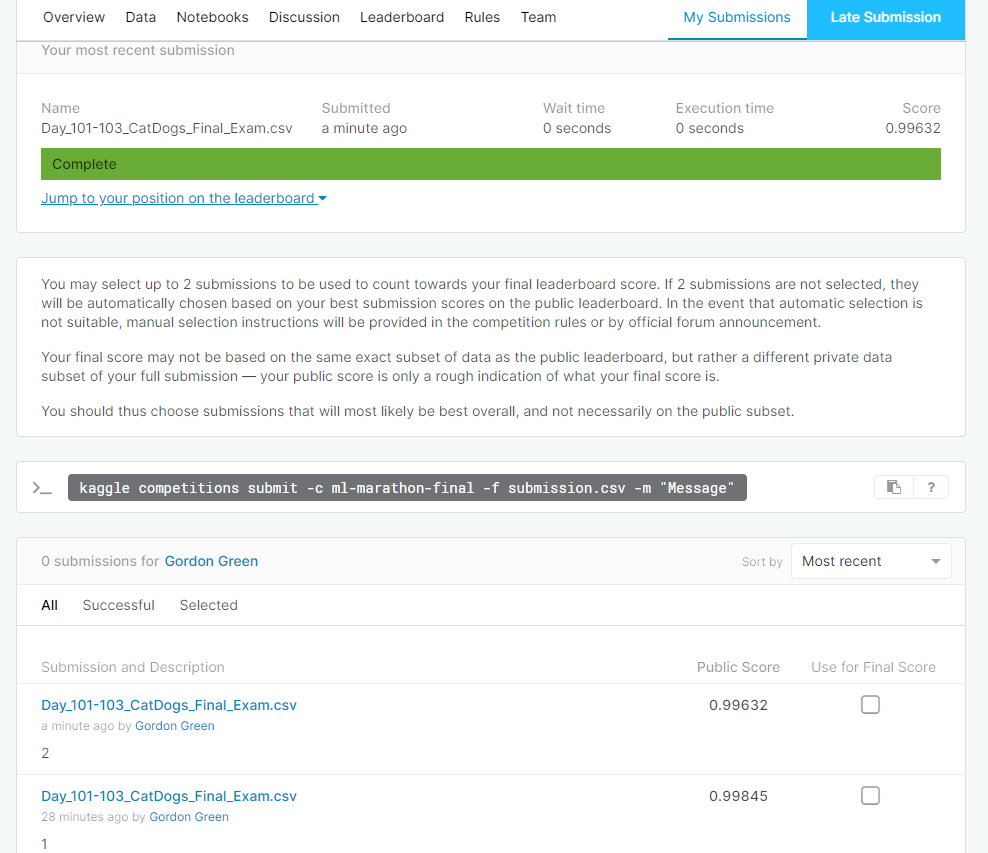 Overview Data Notebooks Discussion Leaderboard Rules Team My Submissions Late Submission
Your most recent submission
Name Submitted Wait time Execution time Score
Day_101-103_CatDogs_Final_Exam.csv a minute ago 0 seconds 0 seconds 0.99632
Complete
Jump to your position on the leaderboard
You may select up to 2 submissions to be used to count towards your final leaderboard score. If 2 submissions are not selected, they
will be automatically chosen based on your best submission scores on the public leaderboard. In the event that automatic selection is
not suitable, manual selection instructions will be provided in the competition rules or by official forum announcement.
Your final score may not be based on the same exact subset of data as the public leaderboard, but rather a different private data
subset of your full submission — your public score is only a rough indication of what your final score is.
You should thus choose submissions that will most likely be best overall, and not necessarily on the public subset.
>_ kaggle competitions submit -c ml-marathon-final -f submission.csv -m "Message" ?
0 submissions for Gordon Green Sort by Most recent
All Successful Selected
Submission and Description Public Score Use for Final Score
Day_101-103_CatDogs_Final_Exam.csv 0.99632
a minute ago by Gordon Green
2
Day_101-103_CatDogs_Final_Exam.csv 0.99845
28 minutes ago by Gordon Green
1